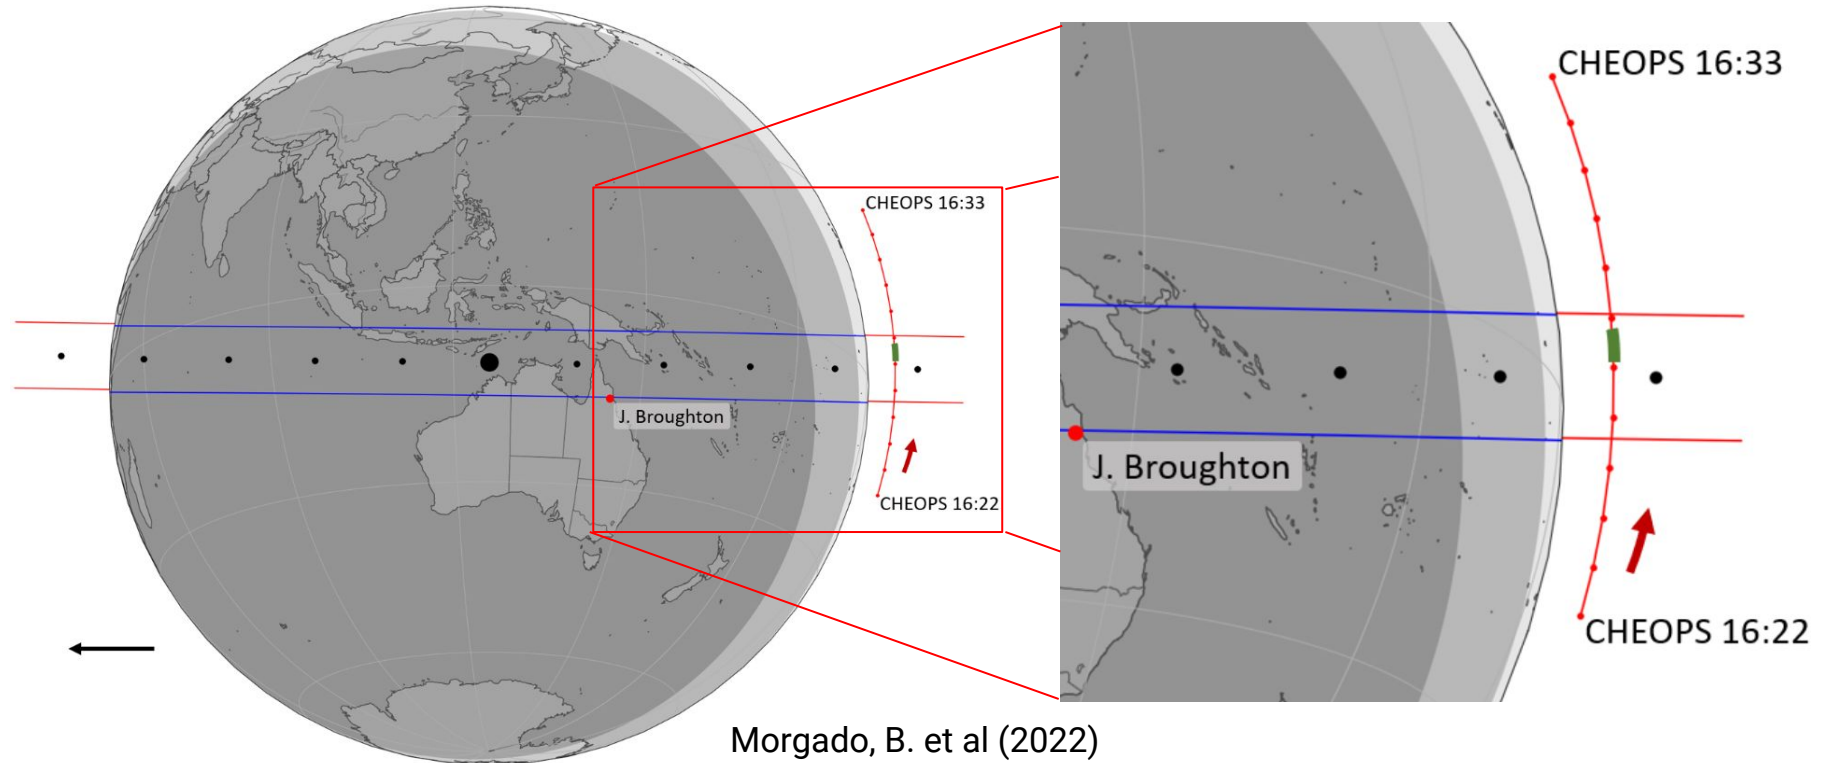 CHEOPS 16:33
J. Broughton
CHEOPS 16:22
CHEOPS 16:33
J. Broughton
CHEOPS 16:22
Morgado, B. et al (2022)